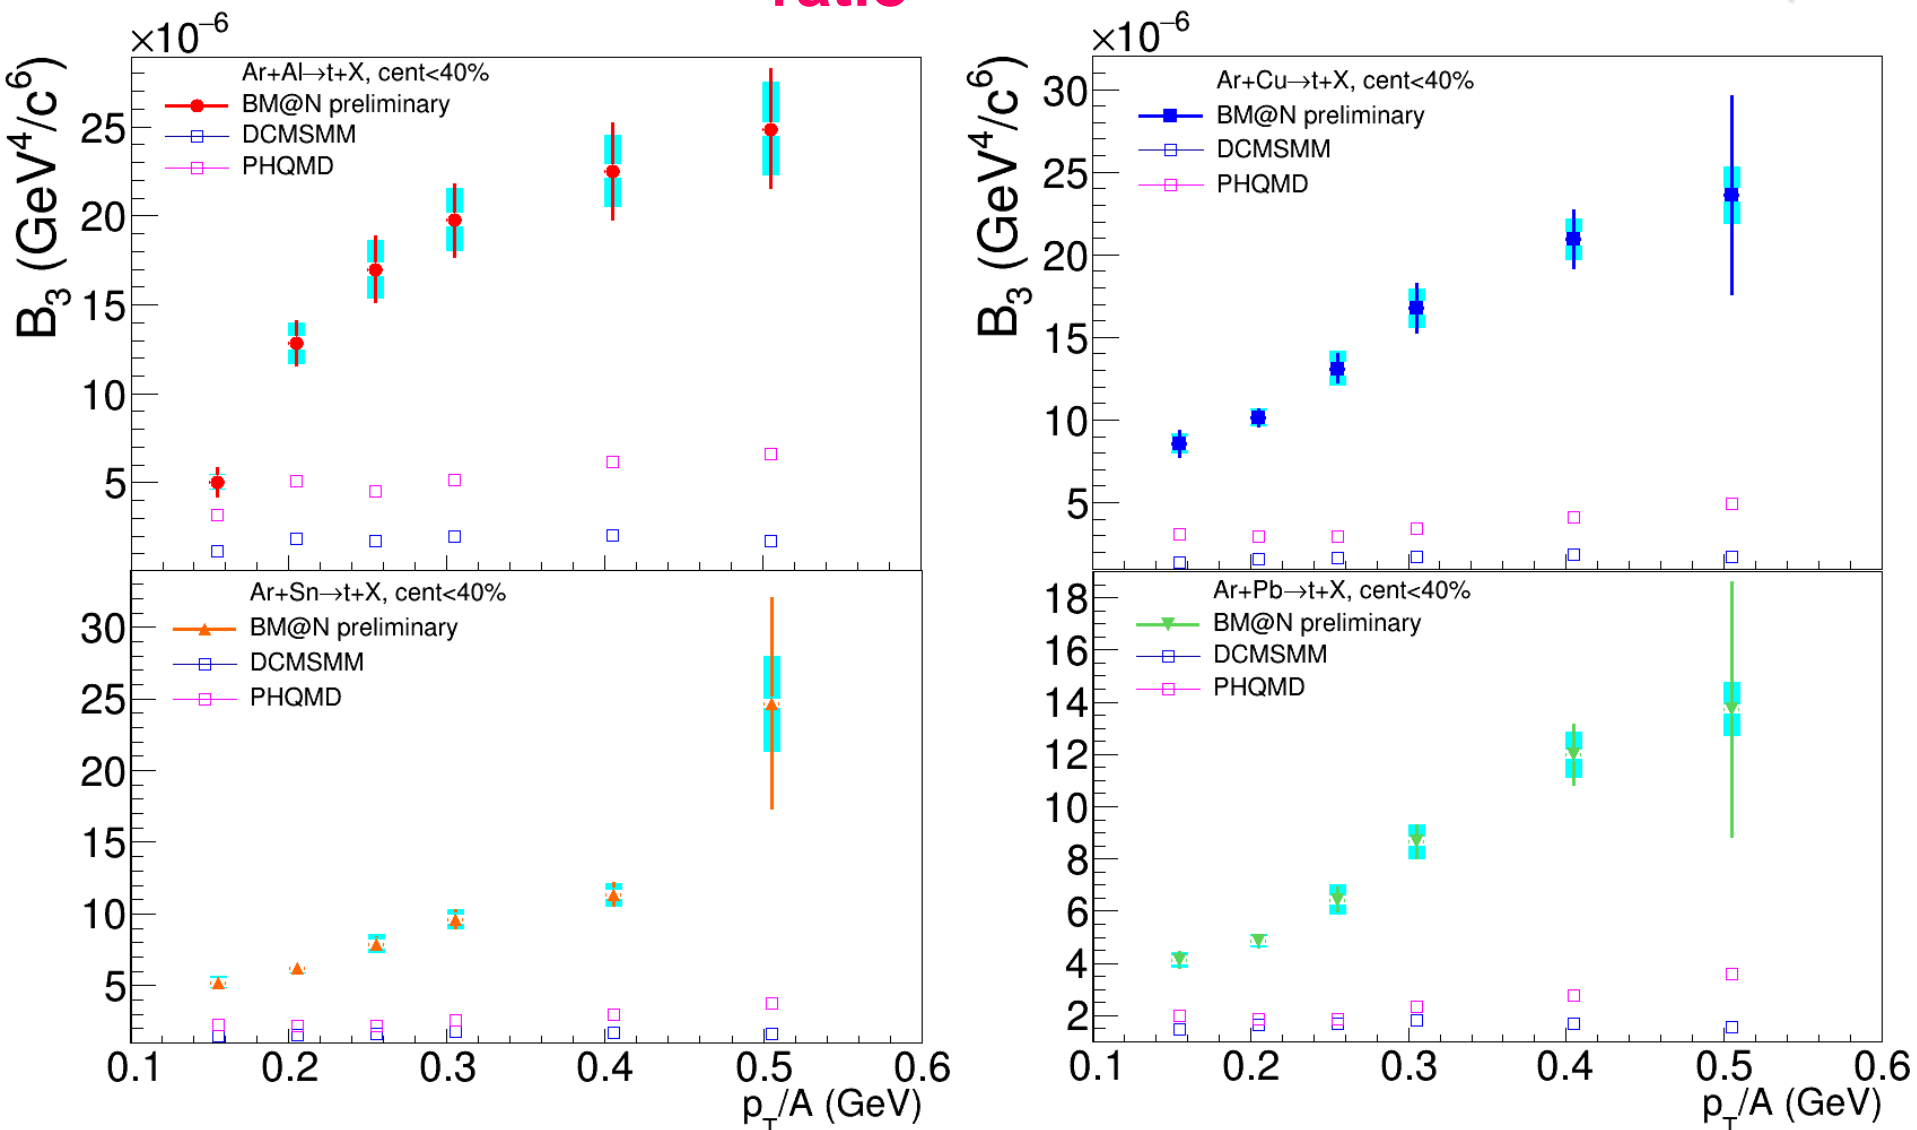 ratio
×10⁻⁶
B₃ (GeV⁴/c⁶)
Ar+Al→t+X, cent<40%
BM@N preliminary
DCMSMM
PHQMD
25
20
15
10
5
×10⁻⁶
B₃ (GeV⁴/c⁶)
Ar+Cu→t+X, cent<40%
BM@N preliminary
DCMSMM
PHQMD
30
25
20
15
10
5
Ar+Sn→t+X, cent<40%
BM@N preliminary
DCMSMM
PHQMD
30
25
20
15
10
5
0.1 0.2 0.3 0.4 0.5 0.6
p_T/A (GeV)
Ar+Pb→t+X, cent<40%
BM@N preliminary
DCMSMM
PHQMD
18
16
14
12
10
8
6
4
2
0.1 0.2 0.3 0.4 0.5 0.6
p_T/A (GeV)